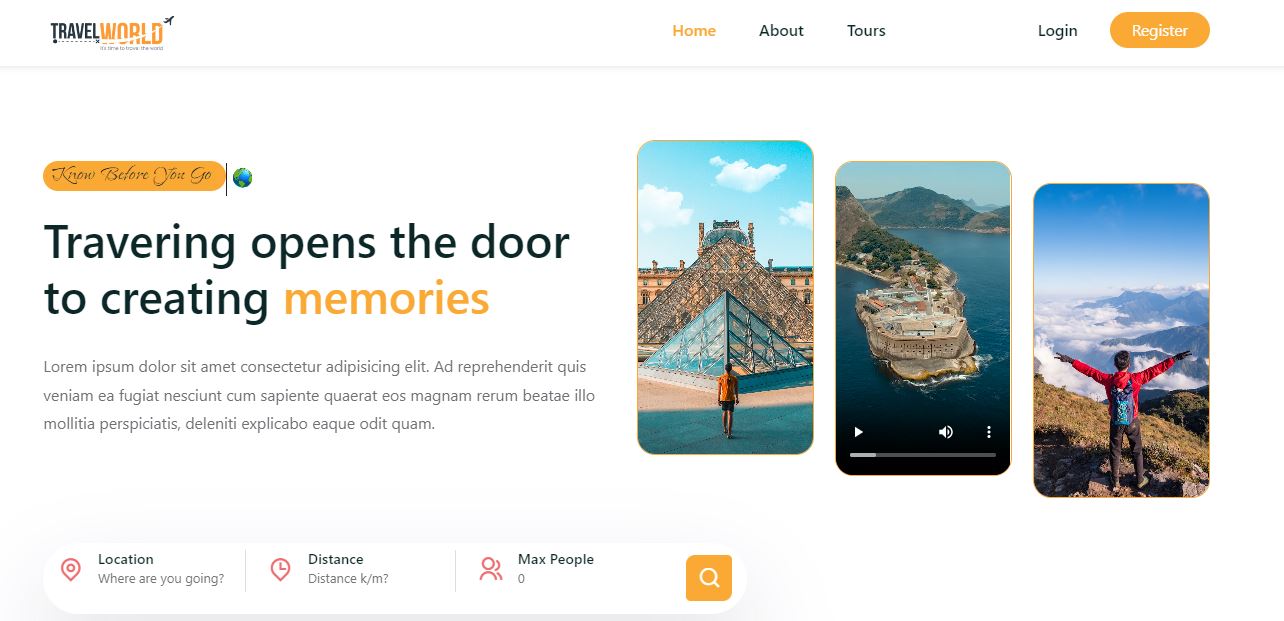 TRAVELWORLD
it's time to travel the world
Home
About
Tours
Login
Register
Know Before You Go
Travering opens the door
to creating memories
Lorem ipsum dolor sit amet consectetur adipisicing elit. Ad reprehenderit quis
veniam ea fugiat nesciunt cum sapiente quaerat eos magnam rerum beatae illo
mollitia perspiciatis, deleniti explicabo eaque odit quam.
Location
Where are you going?
Distance
Distance k/m?
Max People
0